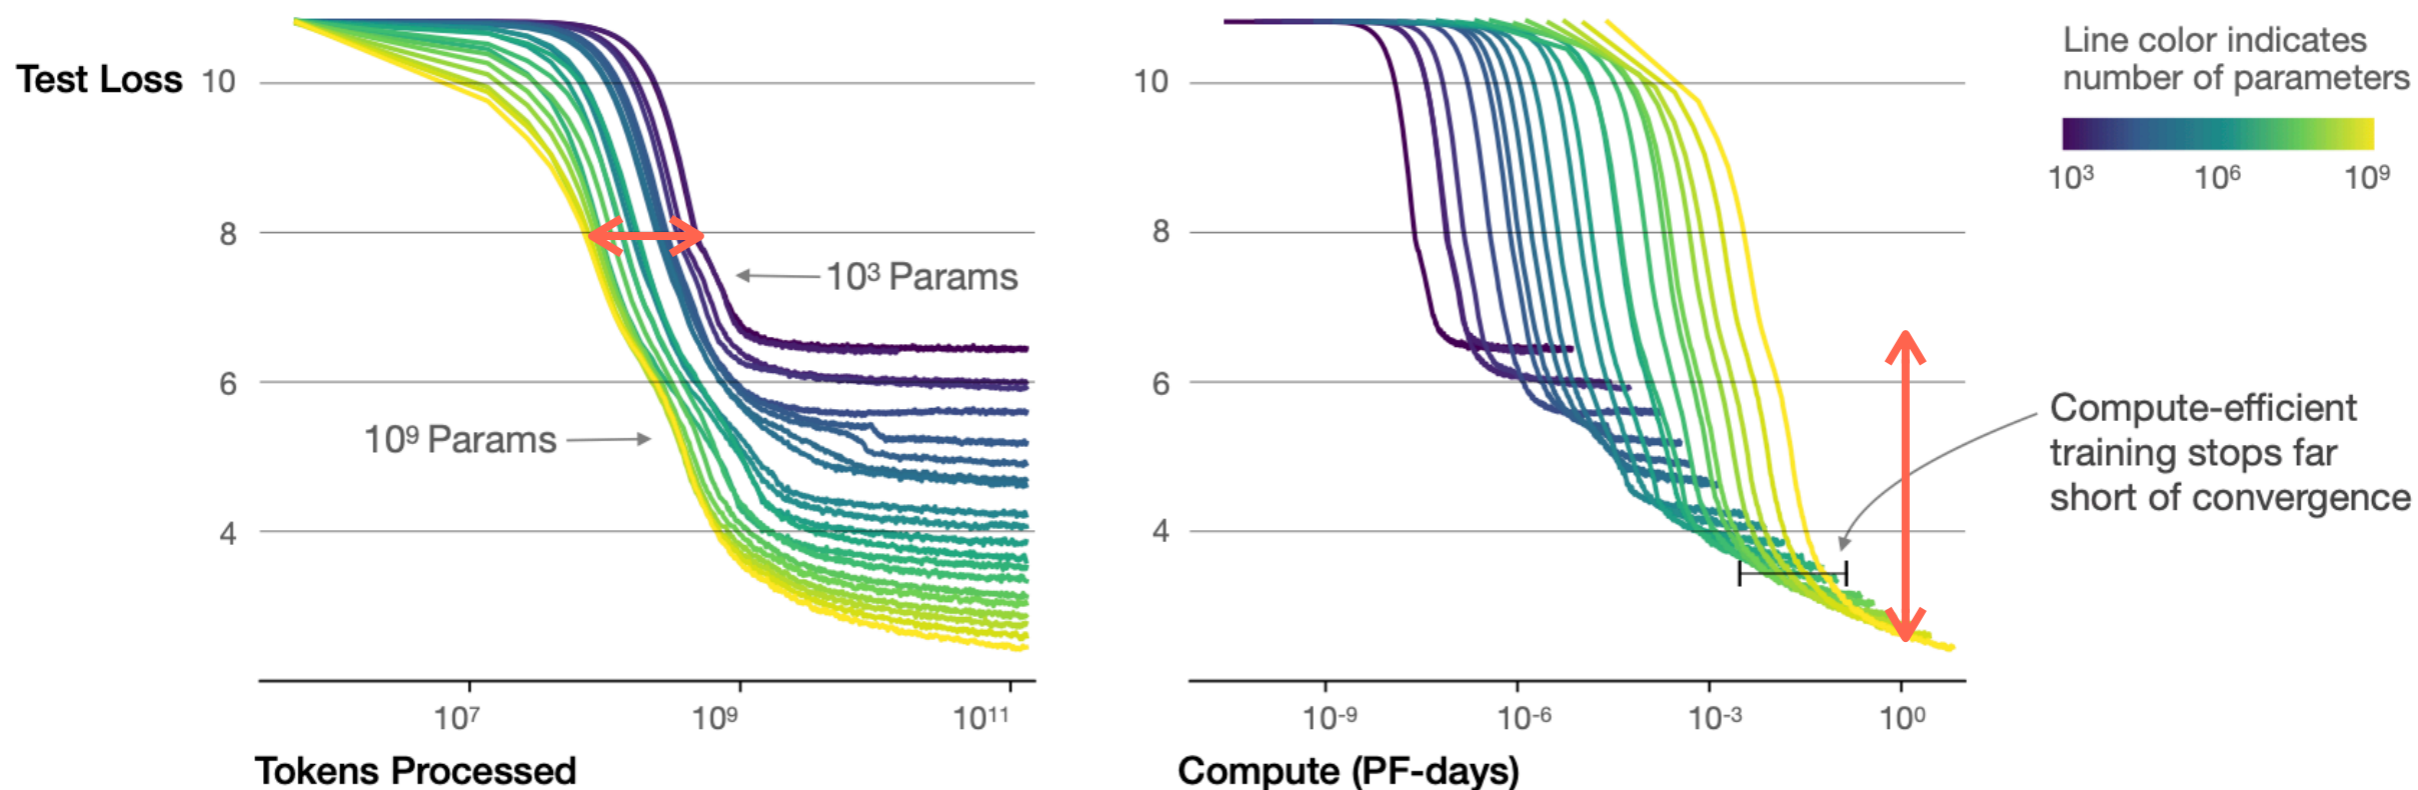 Test Loss
10
8
6
4
10³ Params
10⁹ Params
10⁷
10⁹
10¹¹
Tokens Processed
10
8
6
4
10⁻⁹
10⁻⁶
10⁻³
10⁰
Compute (PF-days)
Line color indicates
number of parameters
10³
10⁶
10⁹
Compute-efficient
training stops far
short of convergence